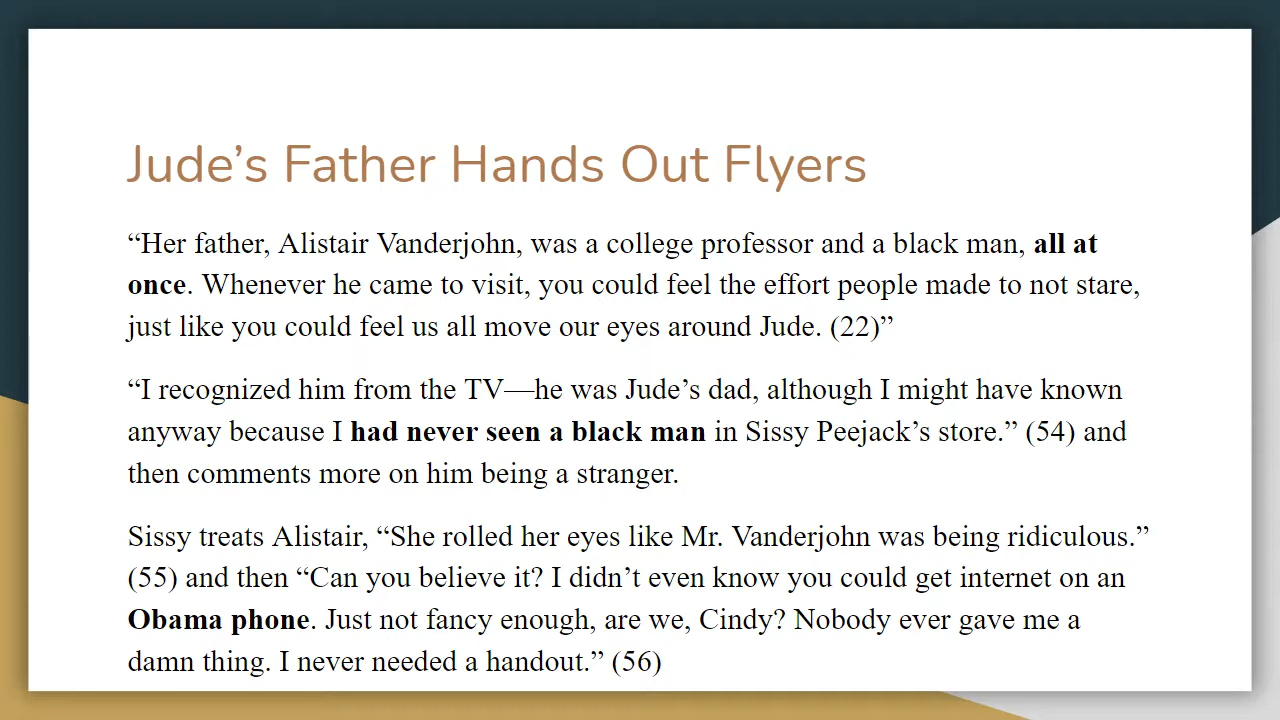 Jude’s Father Hands Out Flyers
“Her father, Alistair Vanderjohn, was a college professor and a black man, all at
once. Whenever he came to visit, you could feel the effort people made to not stare,
just like you could feel us all move our eyes around Jude. (22)”
“I recognized him from the TV—he was Jude’s dad, although I might have known
anyway because I had never seen a black man in Sissy Peejack’s store.” (54) and
then comments more on him being a stranger.
Sissy treats Alistair, “She rolled her eyes like Mr. Vanderjohn was being ridiculous.”
(55) and then “Can you believe it? I didn’t even know you could get internet on an
Obama phone. Just not fancy enough, are we, Cindy? Nobody ever gave me a
damn thing. I never needed a handout.” (56)